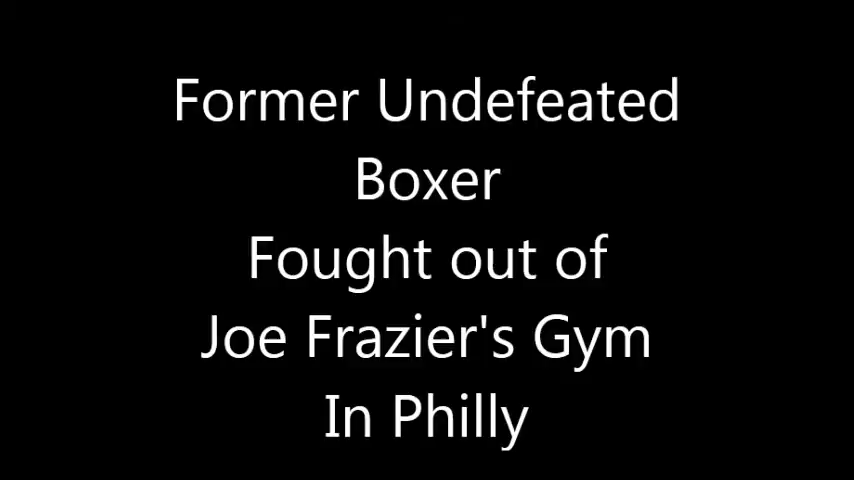 Former Undefeated
Boxer
Fought out of
Joe Frazier's Gym
In Philly